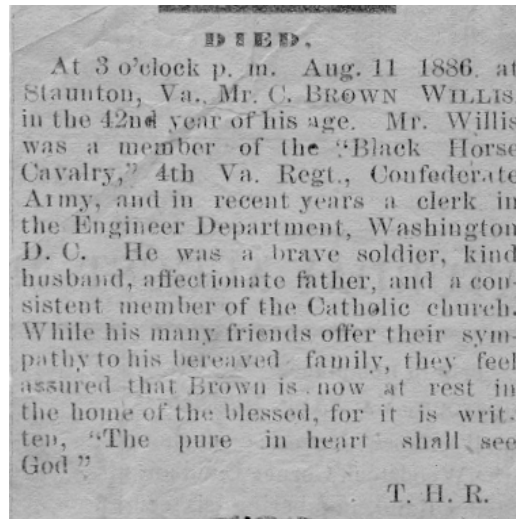 DIED.
At 3 o'clock p. m. Aug. 11 1886. at
Staunton, Va., Mr. C. BROWN WILLIS,
in the 42nd year of his age. Mr. Willis
was a member of the "Black Horse
Cavalry," 4th Va. Regt., Confederate
Army, and in recent years a clerk in
the Engineer Department, Washington
D. C. He was a brave soldier, kind
husband, affectionate father, and a con-
sistent member of the Catholic church.
While his many friends offer their sym-
pathy to his bereaved family, they feel
assured that Brown is now at rest in
the home of the blessed, for it is writ-
ten, "The pure in heart shall see
God"
T. H. R.